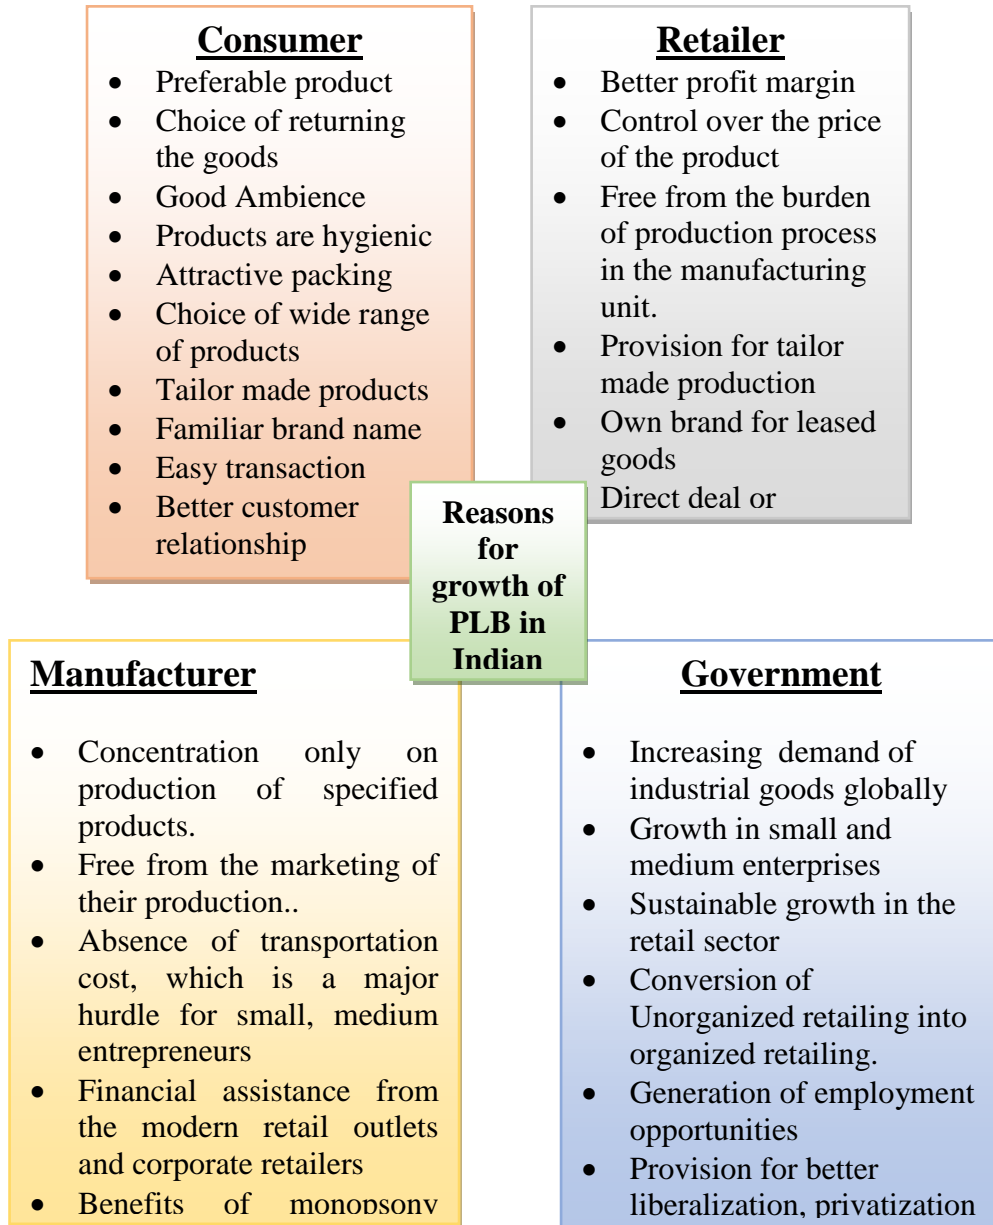 Consumer
• Preferable product
• Choice of returning
the goods
• Good Ambience
• Products are hygienic
• Attractive packing
• Choice of wide range
of products
• Tailor made products
• Familiar brand name
• Easy transaction
• Better customer
relationship
Retailer
• Better profit margin
• Control over the price
of the product
• Free from the burden
of production process
in the manufacturing
unit.
• Provision for tailor
made production
• Own brand for leased
goods
Direct deal or
Reasons
for
growth of
PLB in
Indian
Manufacturer
• Concentration only on
production of specified
products.
• Free from the marketing of
their production..
• Absence of transportation
cost, which is a major
hurdle for small, medium
entrepreneurs
• Financial assistance from
the modern retail outlets
and corporate retailers
• Benefits of monopsony
Government
• Increasing demand of
industrial goods globally
• Growth in small and
medium enterprises
• Sustainable growth in the
retail sector
• Conversion of
Unorganized retailing into
organized retailing.
• Generation of employment
opportunities
• Provision for better
liberalization, privatization